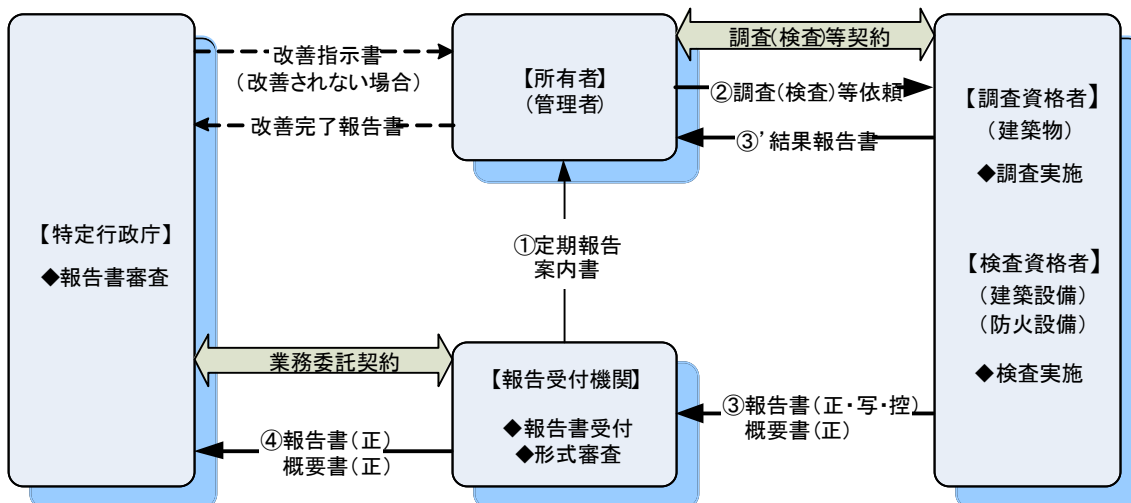 改善指示書
（改善されない場合）
改善完了報告書
【特定行政庁】
◆報告書審査
【所有者】
（管理者）
調査（検査）等契約
②調査（検査）等依頼
③’結果報告書
【調査資格者】
（建築物）
◆調査実施
【検査資格者】
（建築設備）
（防火設備）
◆検査実施
①定期報告
案内書
業務委託契約
【報告受付機関】
◆報告書受付
◆形式審査
③報告書（正・写・控）
概要書（正）
④報告書（正）
概要書（正）